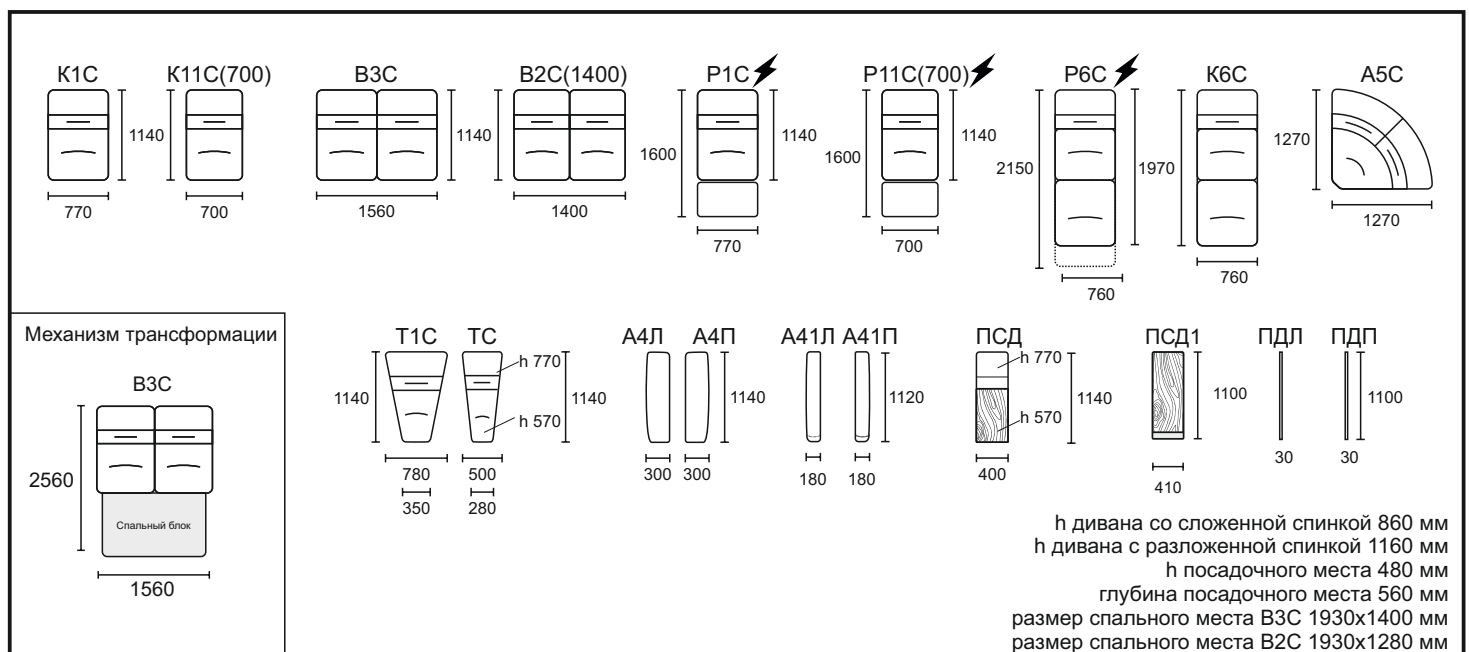 К1С К11С(700) В3С В2С(1400) Р1С Р11С(700) Р6С К6С А5С
1140 1140 1140 1600 1140 1600 1140 2150 1970 1270
770 700 1560 1400 770 700 760 760 1270
Механизм трансформации
В3С
2560
Спальный блок
1560
Т1С ТС А4Л А4П А41Л А41П ПСД ПСД1 ПДЛ ПДП
h 770 h 770
1140 1140 1140 1120 1140 1100 1100
h 570 h 570
780 500 300 300 180 180 400 410 30 30
350 280
h дивана со сложенной спинкой 860 мм
h дивана с разложенной спинкой 1160 мм
h посадочного места 480 мм
глубина посадочного места 560 мм
размер спального места В3С 1930х1400 мм
размер спального места В2С 1930х1280 мм